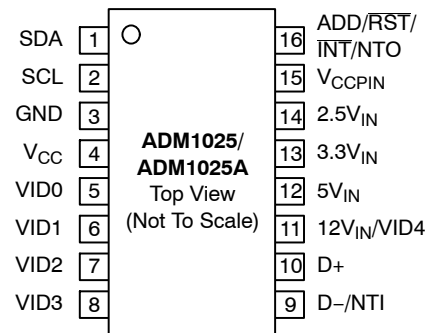 SDA 1
SCL 2
GND 3
VCC 4
VID0 5
VID1 6
VID2 7
VID3 8
ADM1025/
ADM1025A
Top View
(Not To Scale)
16 ADD/RST/
INT/NTO
15 VCCPIN
14 2.5VIN
13 3.3VIN
12 5VIN
11 12VIN/VID4
10 D+
9 D−/NTI